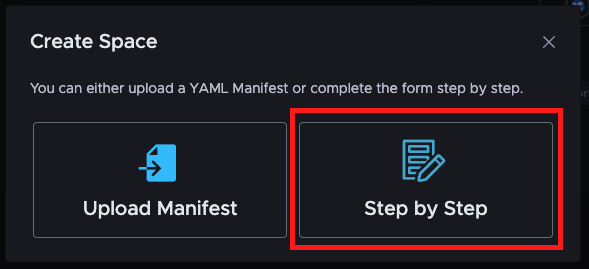 Create Space
You can either upload a YAML Manifest or complete the form step by step.
Upload Manifest
Step by Step